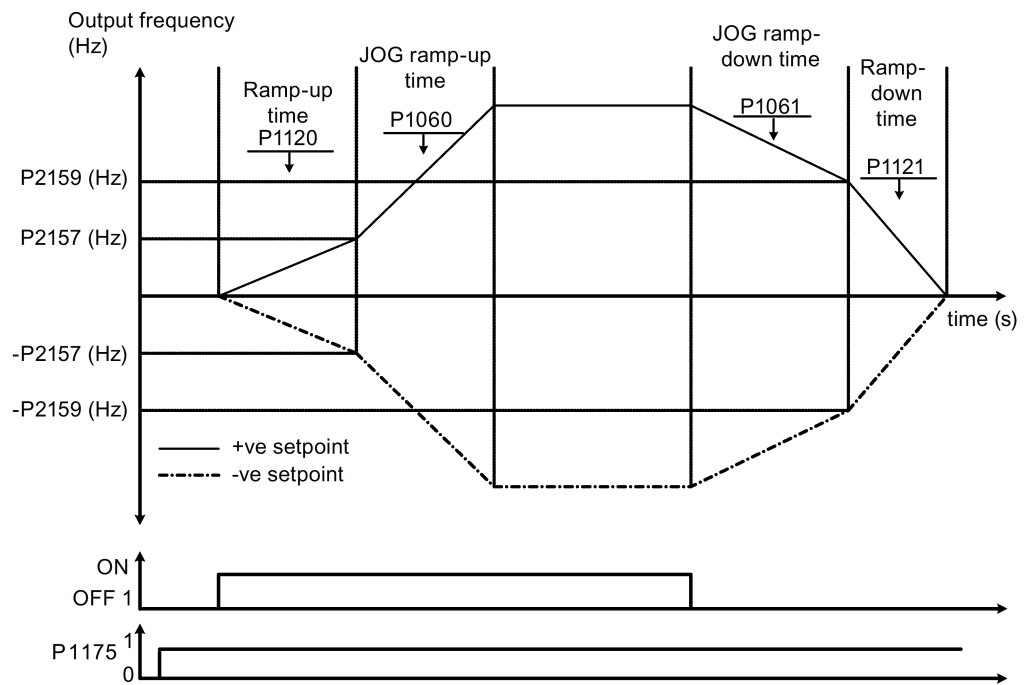 Output frequency
(Hz)
JOG ramp-up
time
P1060
Ramp-up
time
P1120
JOG ramp-
down time
P1061
Ramp-
down
time
P1121
P2159 (Hz)
P2157 (Hz)
time (s)
-P2157 (Hz)
-P2159 (Hz)
+ve setpoint
-ve setpoint
ON
OFF 1
P1175
1
0